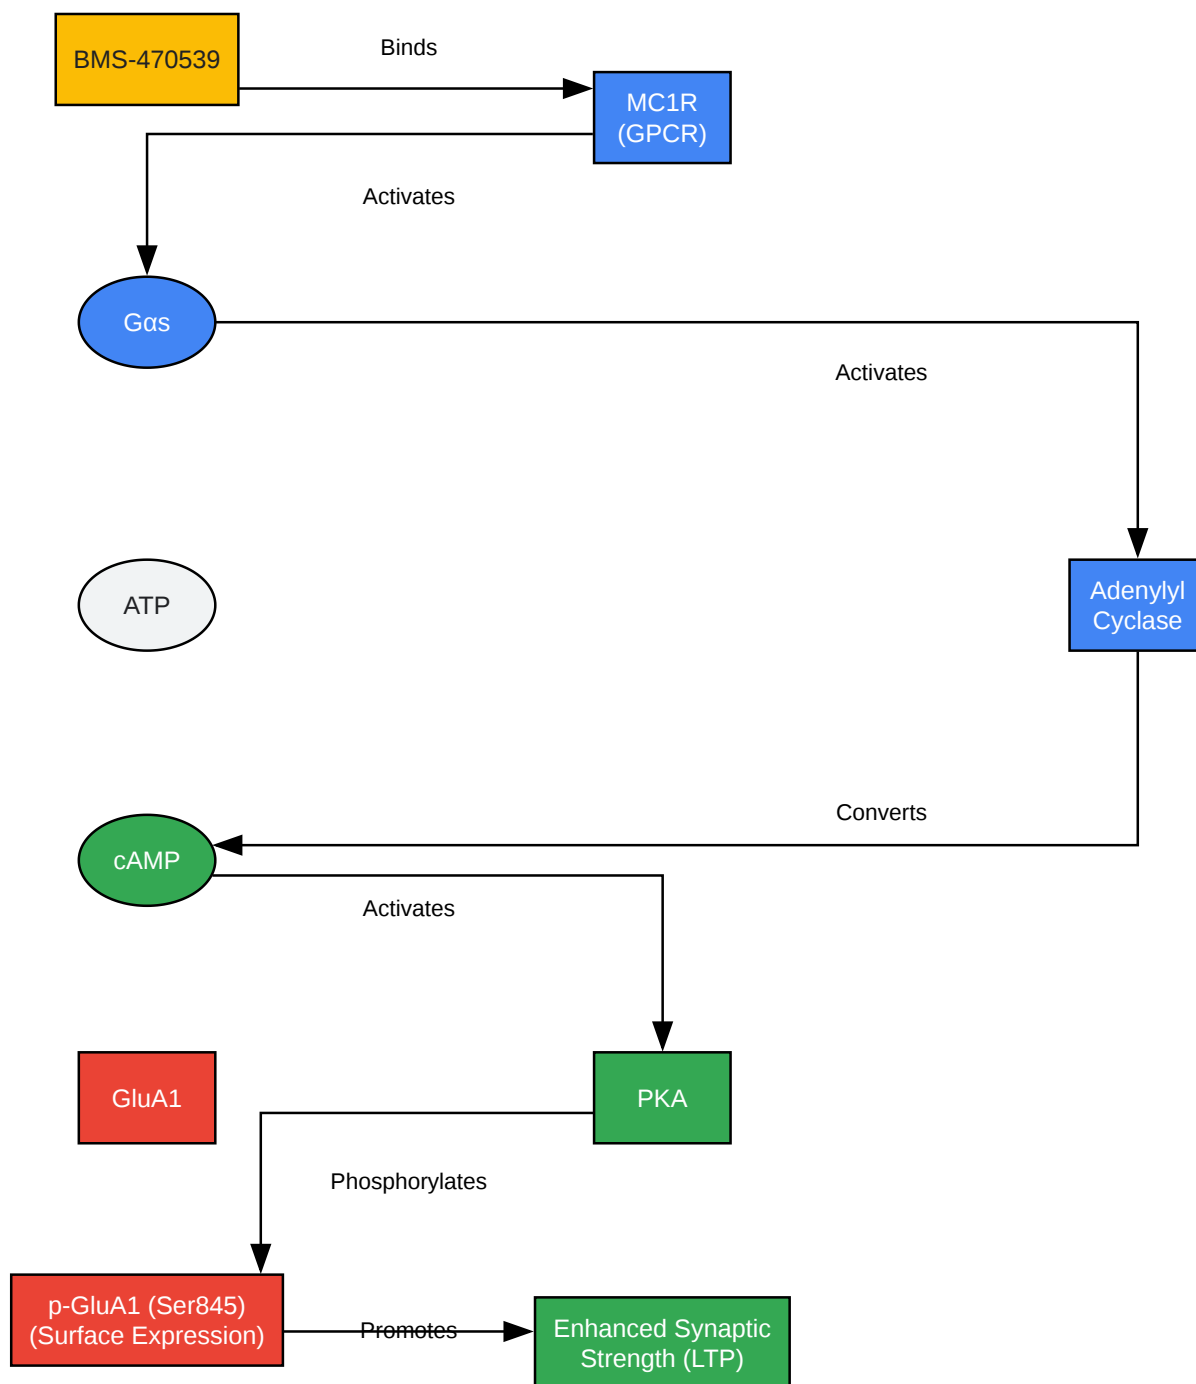 BMS-470539
Binds
MC1R
(GPCR)
Activates
Gαs
Activates
ATP
Adenylyl
Cyclase
Converts
cAMP
Activates
GluA1
PKA
Phosphorylates
p-GluA1 (Ser845)
(Surface Expression)
Promotes
Enhanced Synaptic
Strength (LTP)